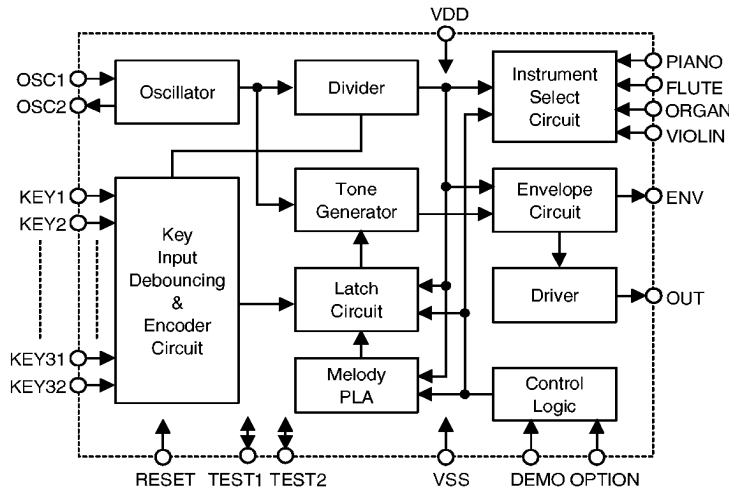 VDD
OSC1
OSC2
Oscillator
Divider
Instrument
Select
Circuit
PIANO
FLUTE
ORGAN
VIOLIN
KEY1
KEY2
KEY31
KEY32
Key
Input
Debouncing
&
Encoder
Circuit
Tone
Generator
Envelope
Circuit
ENV
Latch
Circuit
Driver
OUT
Melody
PLA
Control
Logic
RESET
TEST1
TEST2
VSS
DEMO
OPTION